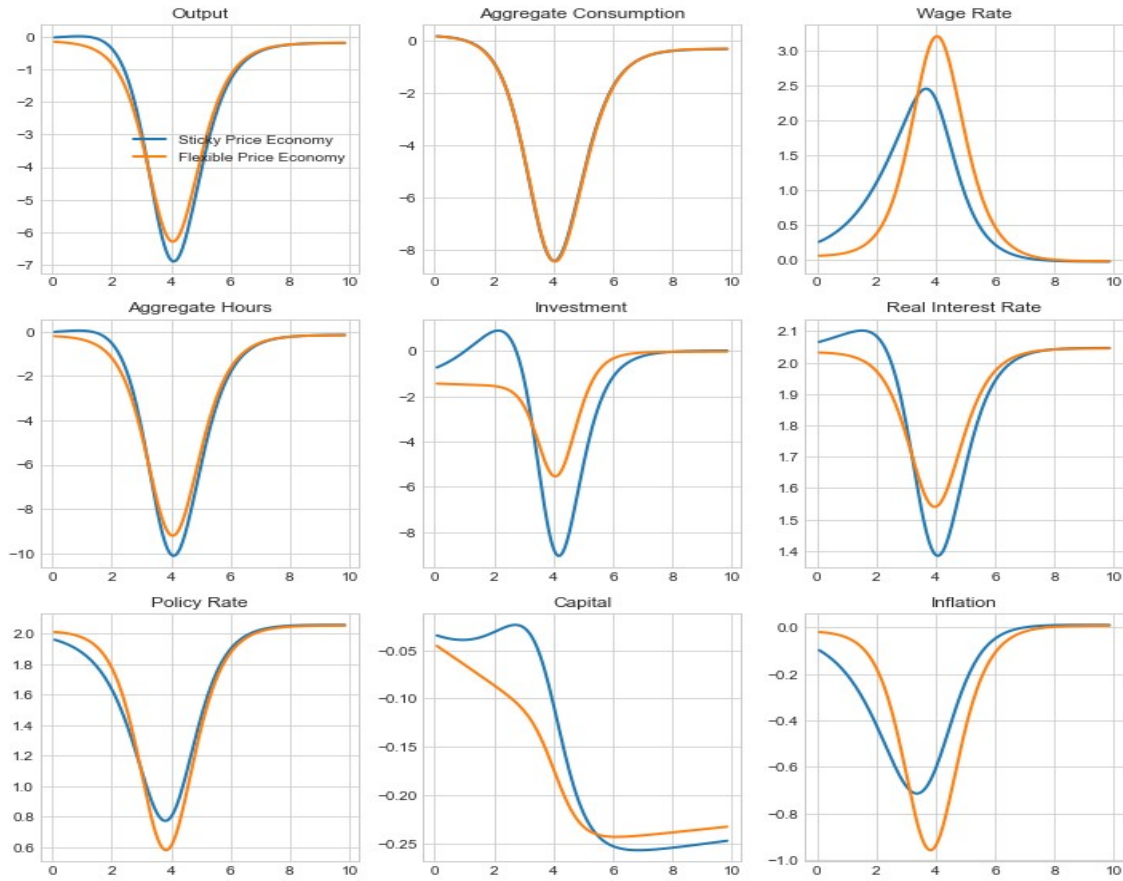 Output
0
−1
−2
−3
−4
−5
−6
−7
0 2 4 6 8 10
Sticky Price Economy
Flexible Price Economy
Aggregate Consumption
0
−2
−4
−6
−8
0 2 4 6 8 10
Wage Rate
3.0
2.5
2.0
1.5
1.0
0.5
0.0
0 2 4 6 8 10
Aggregate Hours
0
−2
−4
−6
−8
−10
0 2 4 6 8 10
Investment
0
−2
−4
−6
−8
0 2 4 6 8 10
Real Interest Rate
2.1
2.0
1.9
1.8
1.7
1.6
1.5
1.4
0 2 4 6 8 10
Policy Rate
2.0
1.8
1.6
1.4
1.2
1.0
0.8
0.6
0 2 4 6 8 10
Capital
−0.05
−0.10
−0.15
−0.20
−0.25
0 2 4 6 8 10
Inflation
0.0
−0.2
−0.4
−0.6
−0.8
−1.0
0 2 4 6 8 10